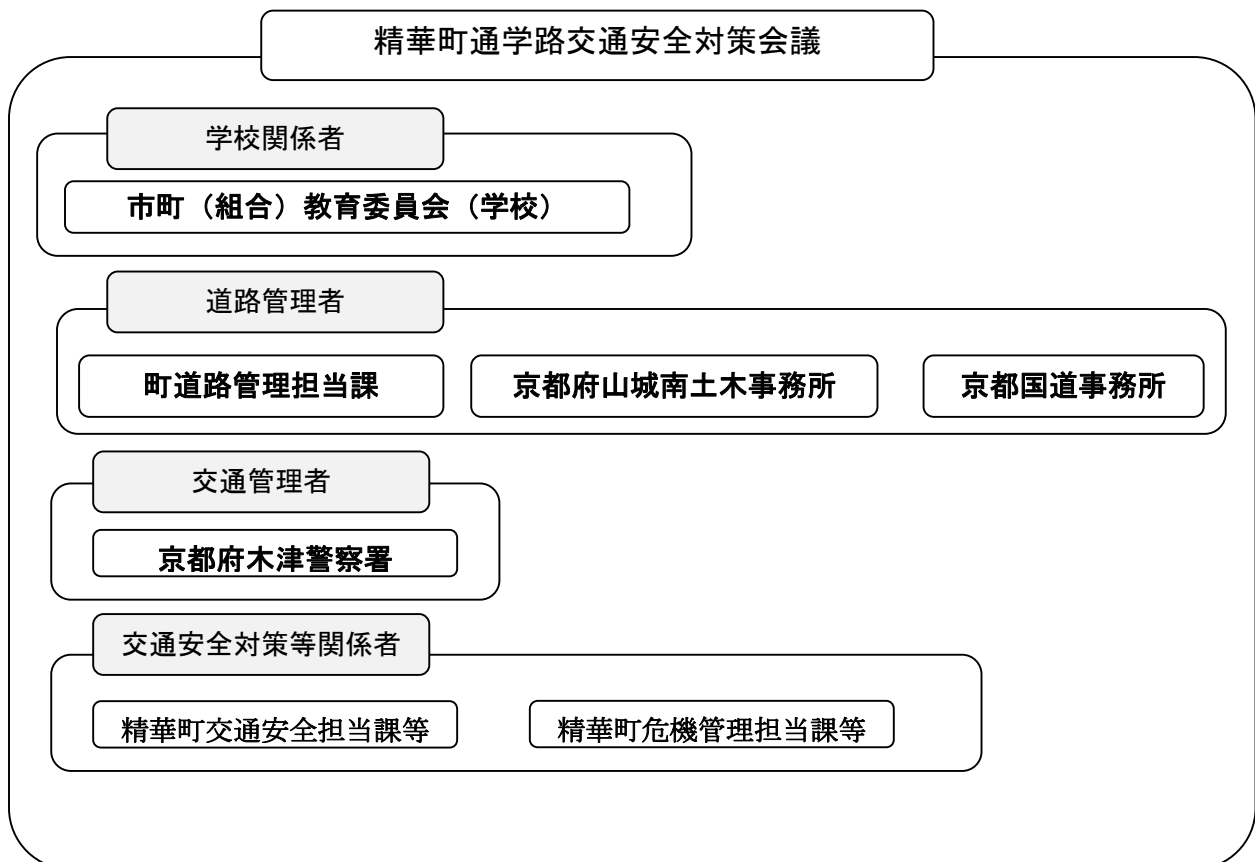 精華町通学路交通安全対策会議
学校関係者
市町（組合）教育委員会（学校）
道路管理者
町道路管理担当課
京都府山城南土木事務所
京都国道事務所
交通管理者
京都府木津警察署
交通安全対策等関係者
精華町交通安全担当課等
精華町危機管理担当課等